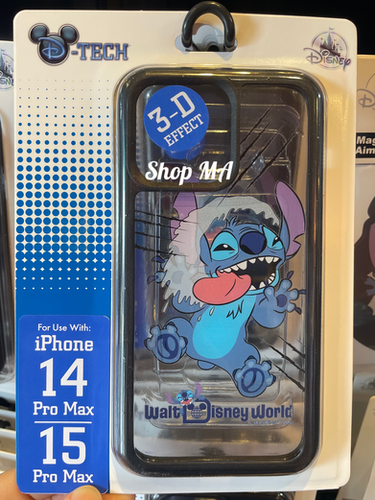 D-TECH
Disney
3-D
EFFECT
Shop MA
For Use With:
iPhone
14
Pro Max
15
Pro Max
Walt Disney World
Mag
Aim